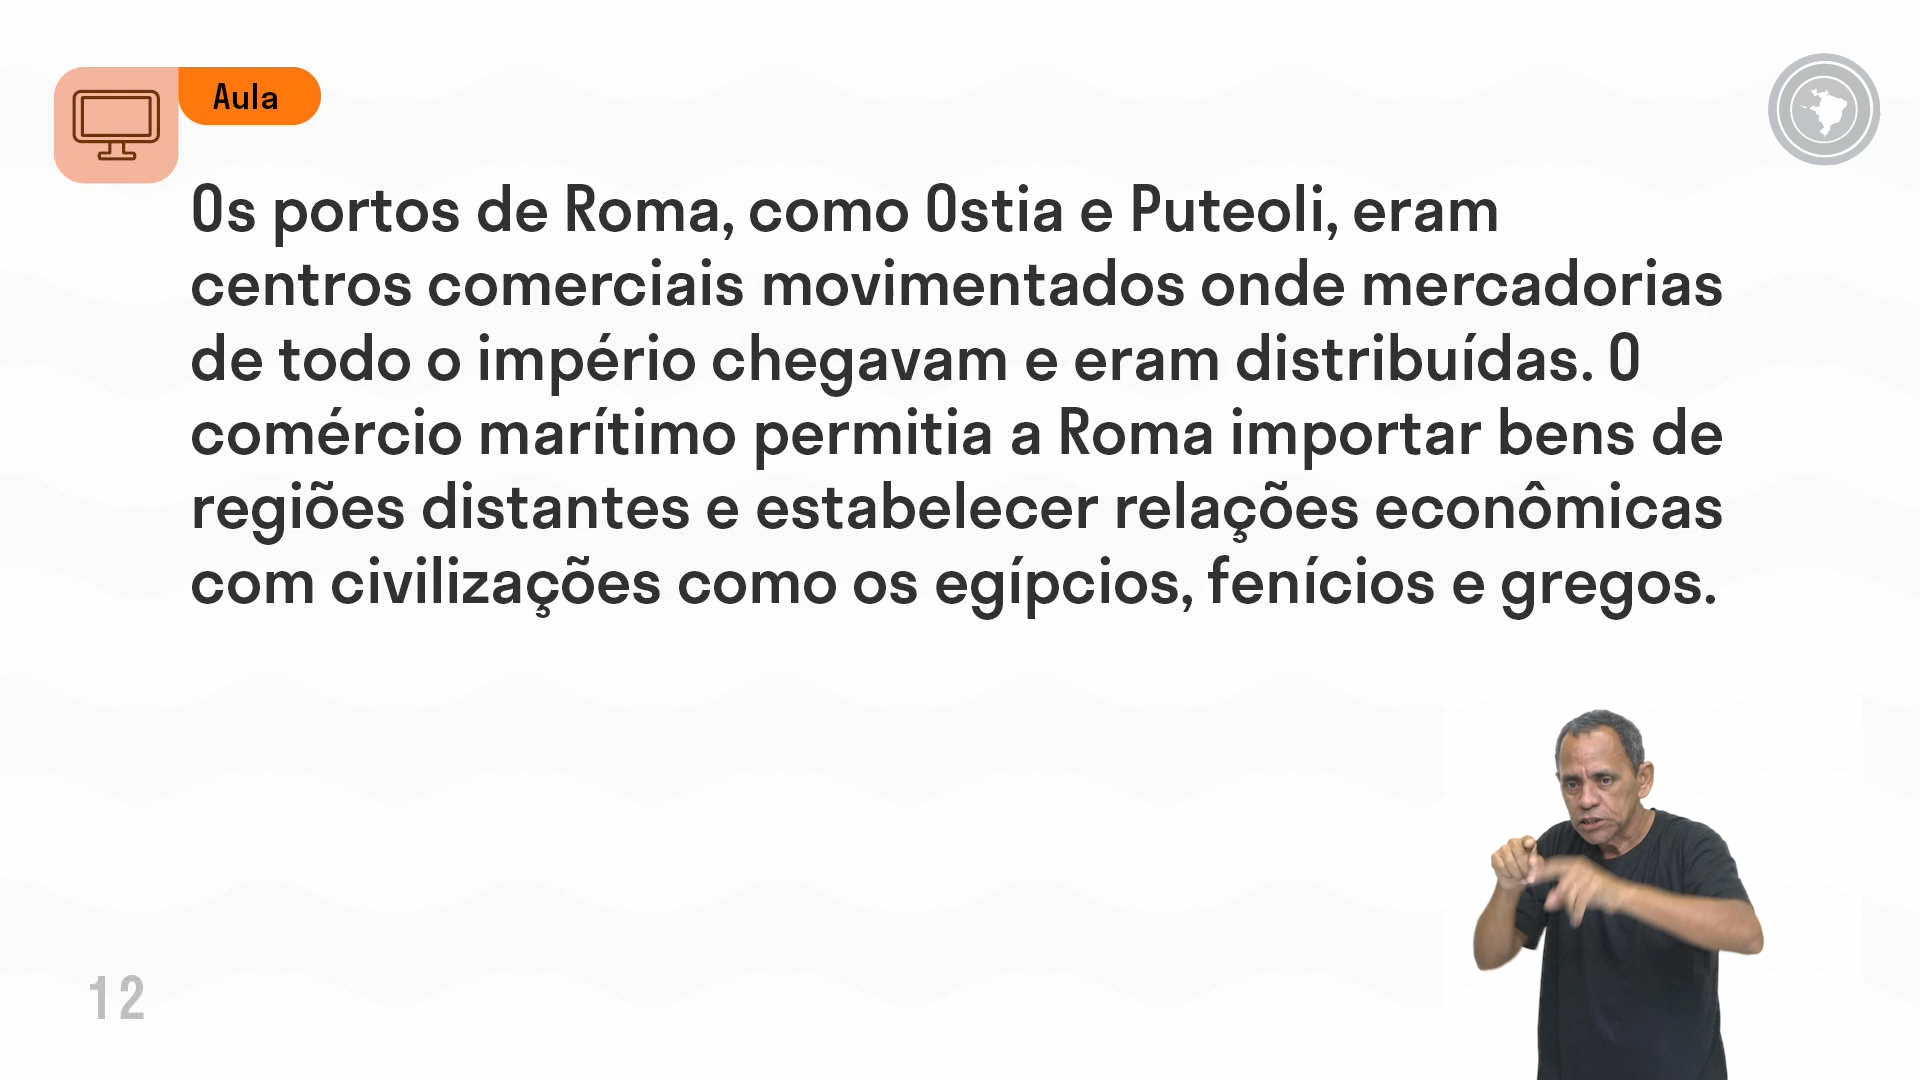 Aula
Os portos de Roma, como Ostia e Puteoli, eram
centros comerciais movimentados onde mercadorias
de todo o império chegavam e eram distribuídas. O
comércio marítimo permitia a Roma importar bens de
regiões distantes e estabelecer relações econômicas
com civilizações como os egípcios, fenícios e gregos.
12